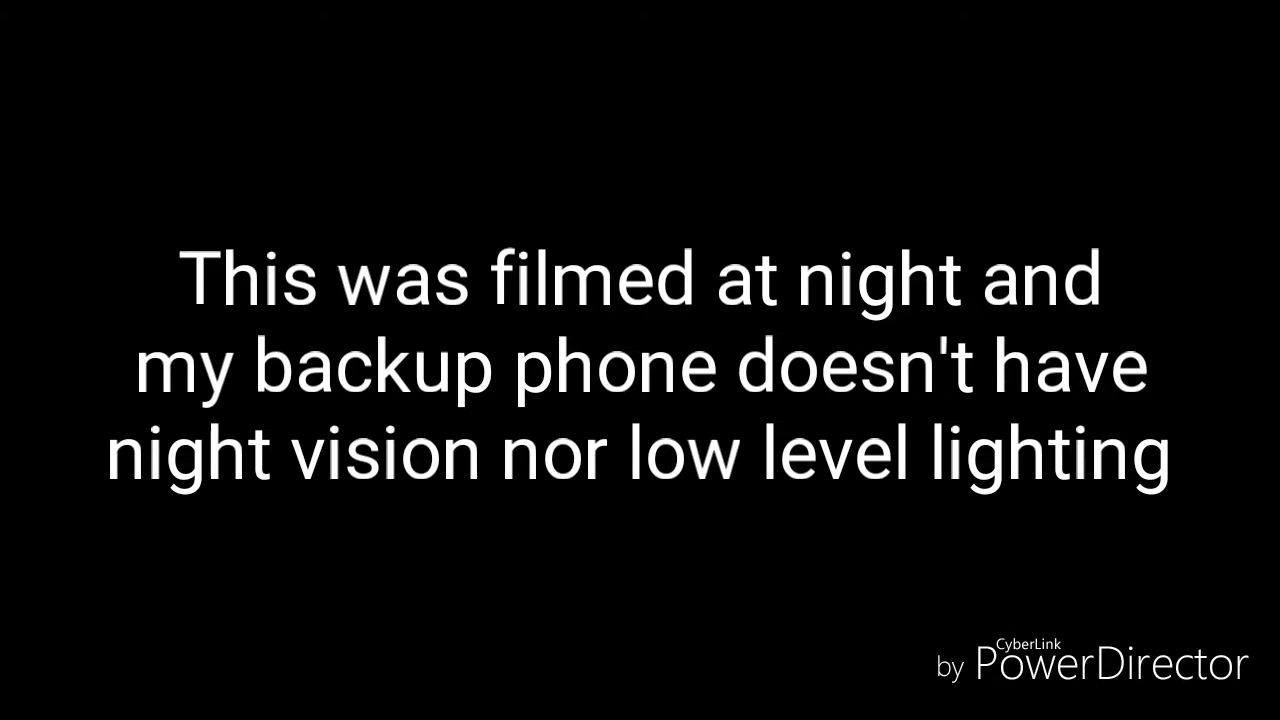 This was filmed at night and
my backup phone doesn't have
night vision nor low level lighting
CyberLink
by PowerDirector